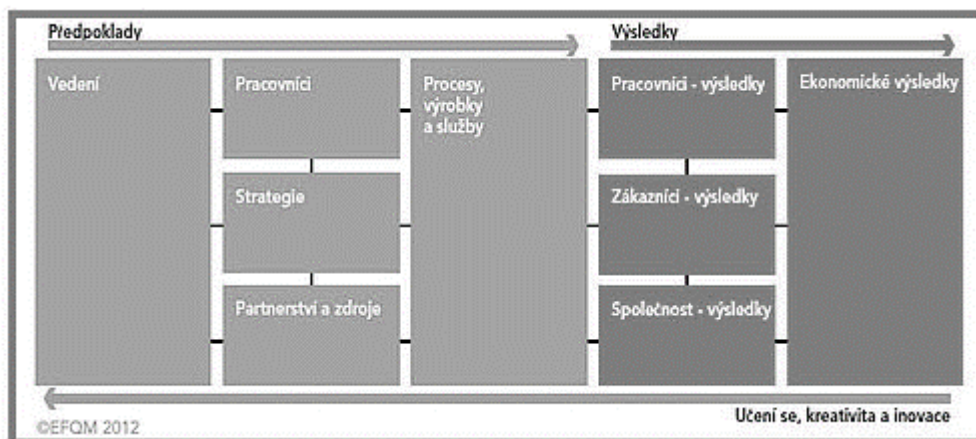 Předpoklady
Výsledky
Vedení
Pracovníci
Procesy,
výrobky
a služby
Pracovníci - výsledky
Ekonomické výsledky
Strategie
Zákazníci - výsledky
Partnerství a zdroje
Společnost - výsledky
Učení se, kreativita a inovace
©EFQM 2012